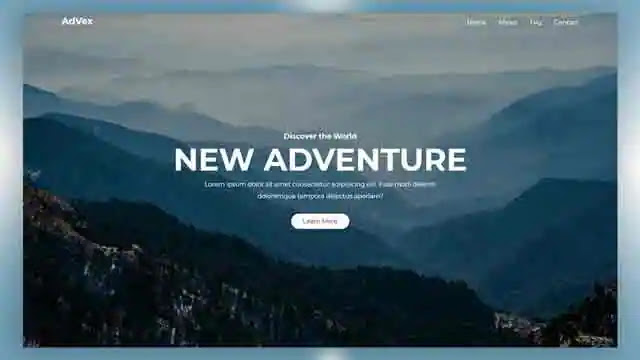 AdVex
Home About Faq Contact
Discover the World
NEW ADVENTURE
Lorem ipsum dolor sit amet consectetur adipisicing elit. Esse modi deleniti
doloremque tempora delectus aperiam?
Learn More